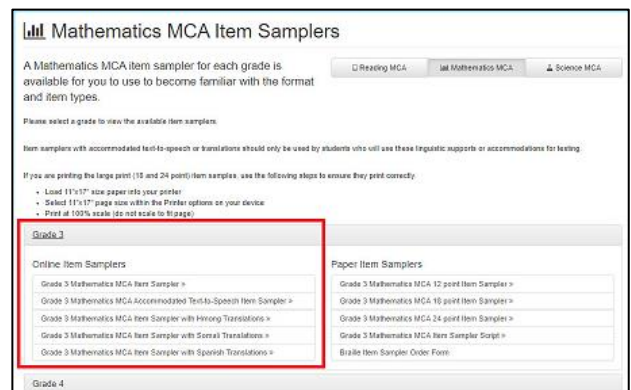 Mathematics MCA Item Samplers
A Mathematics MCA item sampler for each grade is
available for you to use to become familiar with the format
and item types.
Reading MCA
Mathematics MCA
Science MCA
Please select a grade to view the available item samplers.
Item samplers with accommodated text-to-speech or translations should only be used by students who will use these linguistic supports or accommodations for testing.
If you are printing the large print (18 and 24 point) item samples, use the following steps to ensure they print correctly.
• Load 11"x17" size paper into your printer
• Select 11"x17" page size within the Printer options on your device
• Print at 100% scale (do not scale to fit page)
Grade 3
Online Item Samplers
Grade 3 Mathematics MCA Item Sampler »
Grade 3 Mathematics MCA Accommodated Text-to-Speech Item Sampler »
Grade 3 Mathematics MCA Item Sampler with Hmong Translations »
Grade 3 Mathematics MCA Item Sampler with Somali Translations »
Grade 3 Mathematics MCA Item Sampler with Spanish Translations »
Paper Item Samplers
Grade 3 Mathematics MCA 12 point Item Sampler »
Grade 3 Mathematics MCA 18 point Item Sampler »
Grade 3 Mathematics MCA 24 point Item Sampler »
Grade 3 Mathematics MCA Item Sampler Script »
Braille Item Sampler Order Form
Grade 4